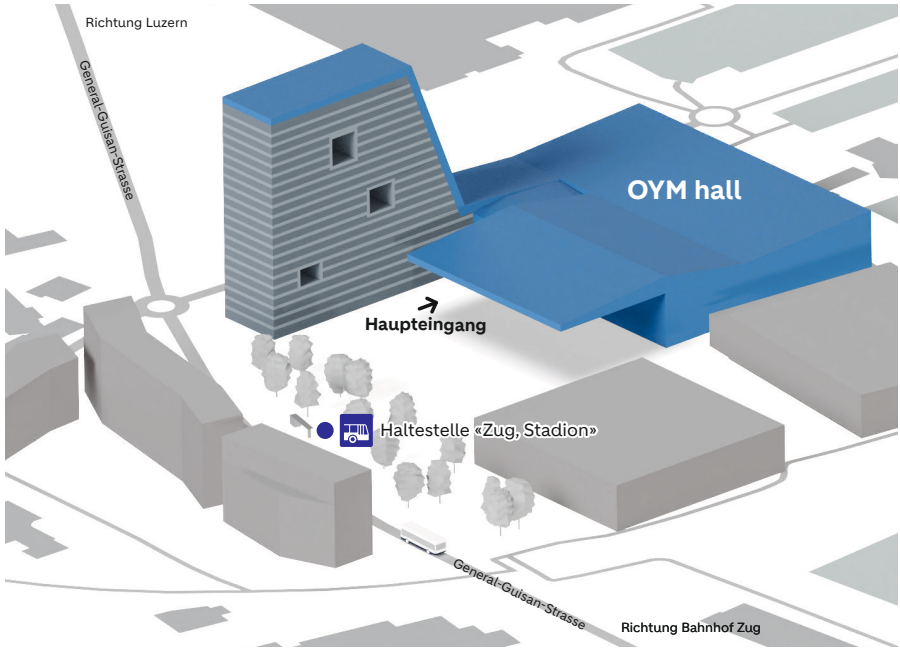 Richtung Luzern
General-Guisan-Strasse
OYM hall
Haupteingang
Haltestelle «Zug, Stadion»
General-Guisan-Strasse
Richtung Bahnhof Zug